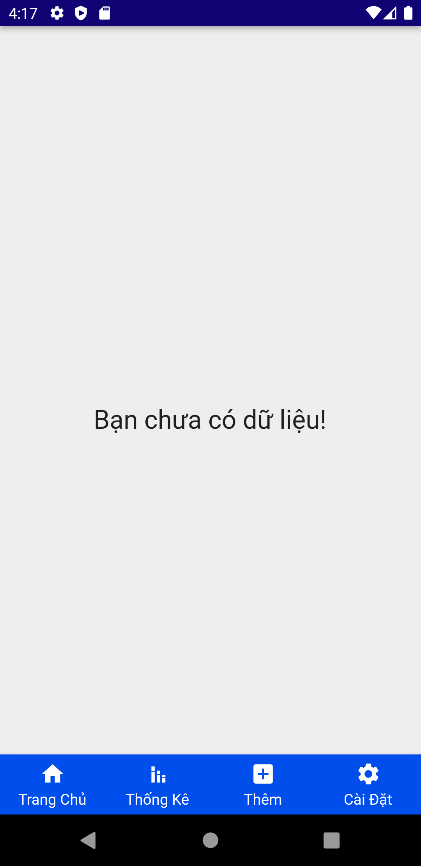 4:17
Bạn chưa có dữ liệu!
Trang Chủ
Thống Kê
Thêm
Cài Đặt